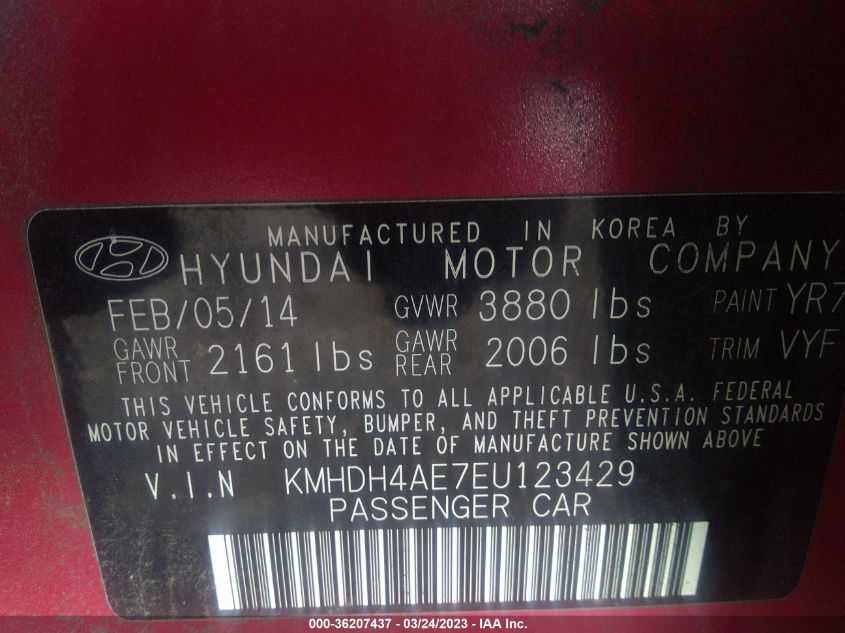 MANUFACTURED IN KOREA BY
HYUNDAI MOTOR COMPANY
FEB/05/14 GVWR 3880 lbs PAINT YR7
GAWR FRONT 2161 lbs GAWR REAR 2006 lbs TRIM VYF
THIS VEHICLE CONFORMS TO ALL APPLICABLE U.S.A. FEDERAL
MOTOR VEHICLE SAFETY, BUMPER, AND THEFT PREVENTION STANDARDS
IN EFFECT ON THE DATE OF MANUFACTURE SHOWN ABOVE
V.I.N KMHDH4AE7EU123429
PASSENGER CAR
000-36207437 - 03/24/2023 - IAA Inc.